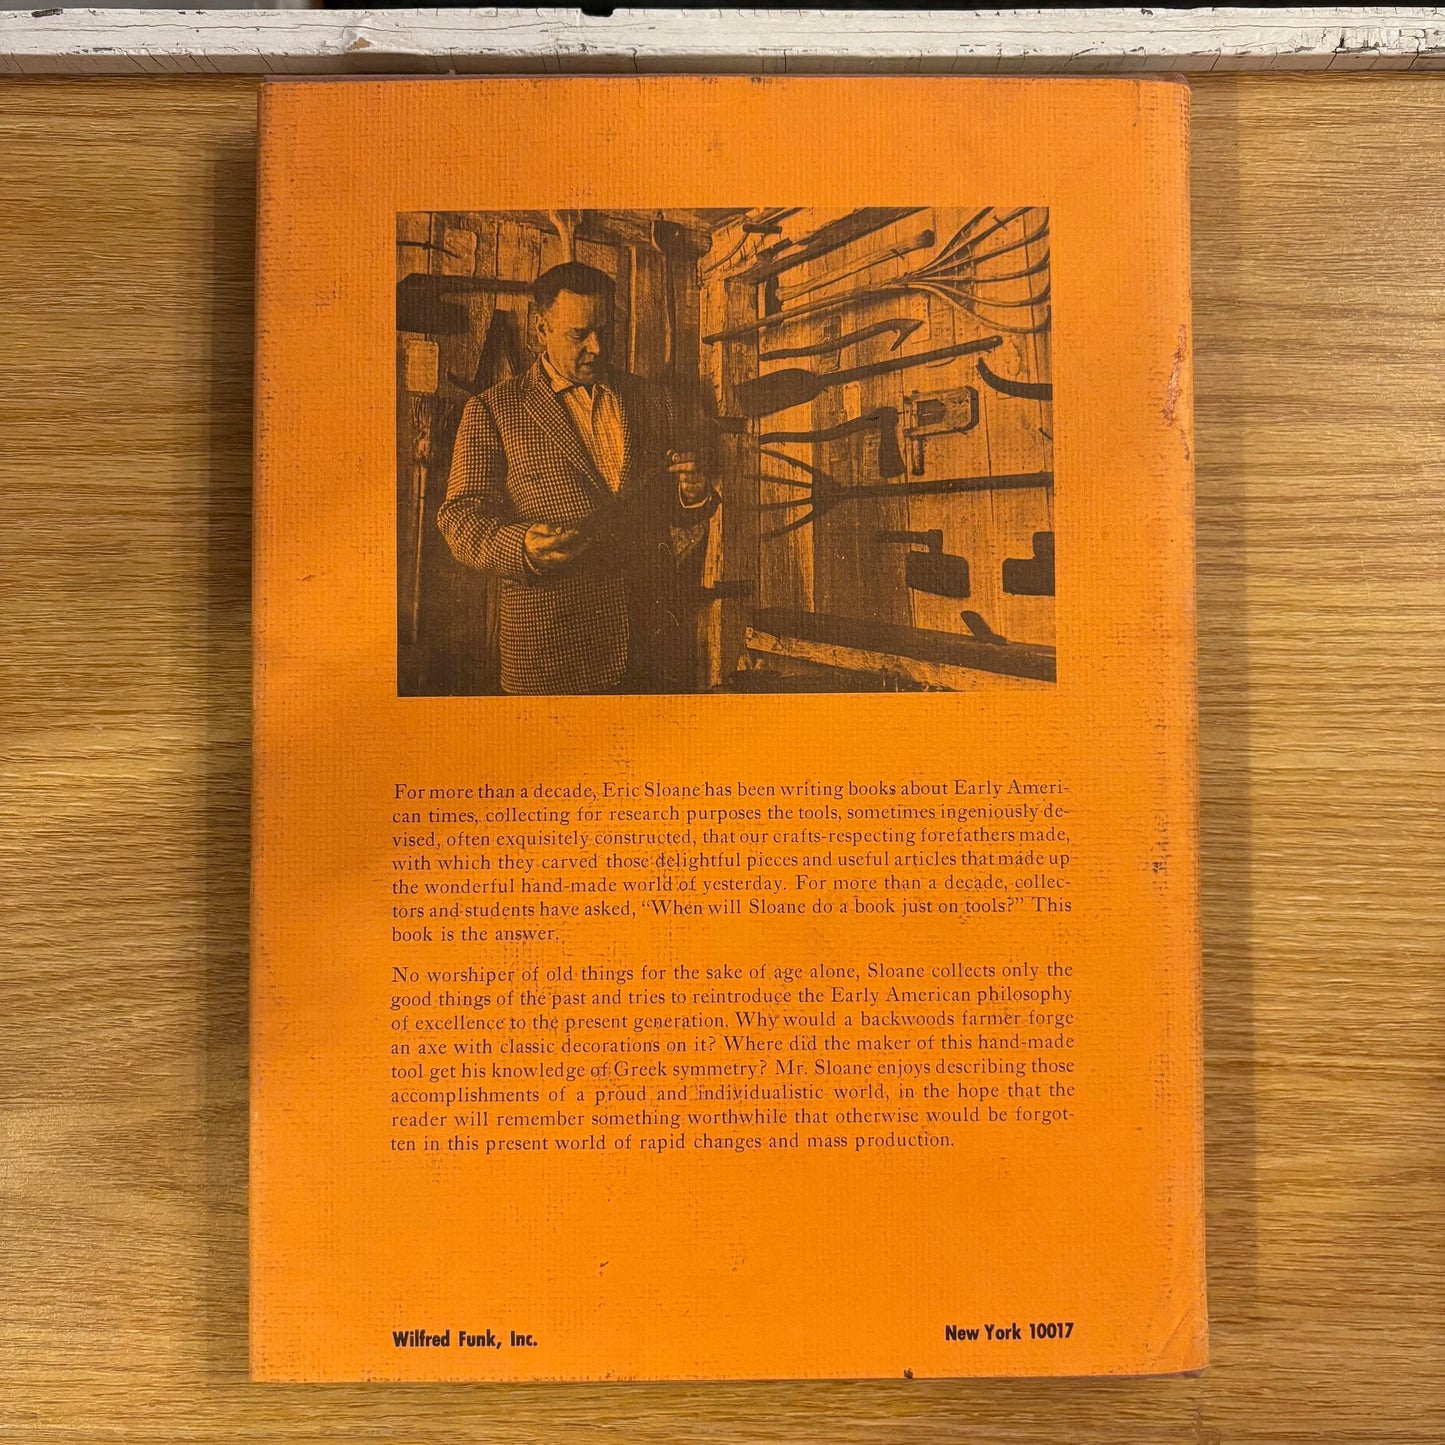 For more than a decade, Eric Sloane has been writing books about Early Ameri-
can times, collecting for research purposes the tools, sometimes ingeniously de-
vised, often exquisitely constructed, that our crafts-respecting forefathers made,
with which they carved those delightful pieces and useful articles that made up
the wonderful hand-made world of yesterday. For more than a decade, collec-
tors and students have asked, “When will Sloane do a book just on tools?” This
book is the answer.
No worshiper of old things for the sake of age alone, Sloane collects only the
good things of the past and tries to reintroduce the Early American philosophy
of excellence to the present generation. Why would a backwoods farmer forge
an axe with classic decorations on it? Where did the maker of this hand-made
tool get his knowledge of Greek symmetry? Mr. Sloane enjoys describing those
accomplishments of a proud and individualistic world, in the hope that the
reader will remember something worthwhile that otherwise would be forgot-
ten in this present world of rapid changes and mass production.
Wilfred Funk, Inc. New York 10017